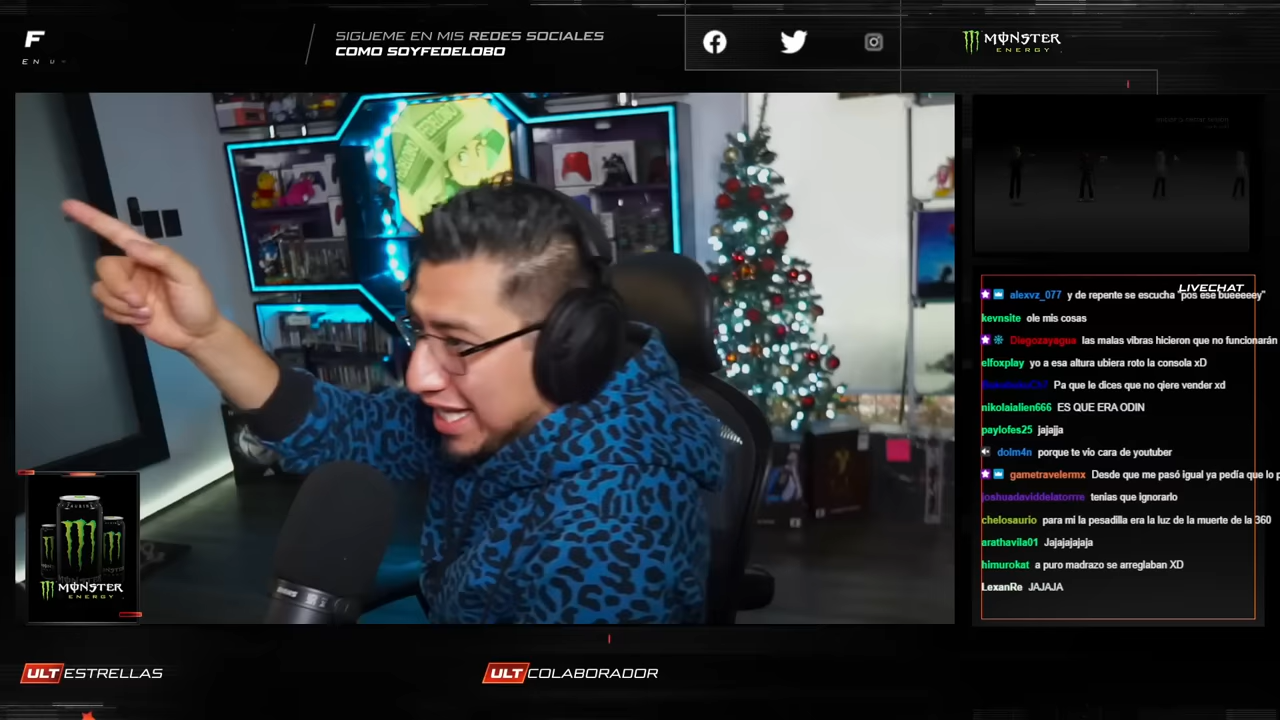 F
EN
SIGUEME EN MIS REDES SOCIALES
COMO SOYFEDELOBO
MONSTER
ENERGY
LIVECHAT
alexvz_077 y de repente se escucha "pos ese bueeeeey"
kevnsite ole mis cosas
Diegozayagua las malas vibras hicieron que no funcionarán
elfoxplay yo a esa altura ubiera roto la consola xD
Pa que le dices que no qiere vender xd
nikolaialien666 ES QUE ERA ODIN
paylofes25 jajajja
dolm4n porque te vio cara de youtuber
gametravelermx Desde que me pasó igual ya pedía que lo
joshuadaviddelatorrre tenias que ignorarlo
chelosaurio para mi la pesadilla era la luz de la muerte de la 360
arathavila01 Jajajajajaja
himurokat a puro madrazo se arreglaban XD
LexanRe JAJAJA
MONSTER
ENERGY
ULT ESTRELLAS
ULT COLABORADOR